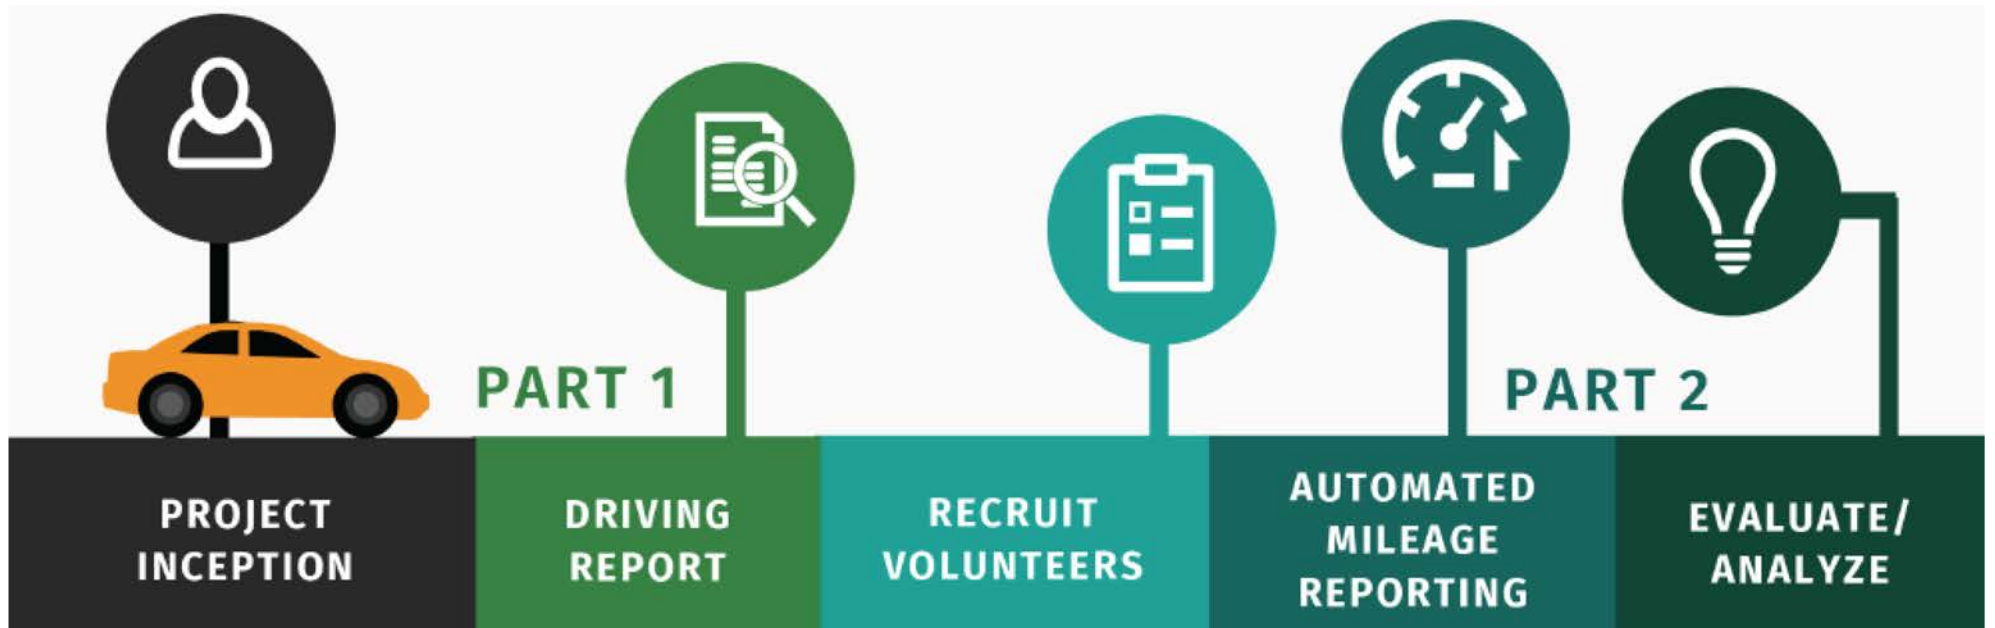 PART 1
PART 2
PROJECT
INCEPTION
DRIVING
REPORT
RECRUIT
VOLUNTEERS
AUTOMATED
MILEAGE
REPORTING
EVALUATE/
ANALYZE